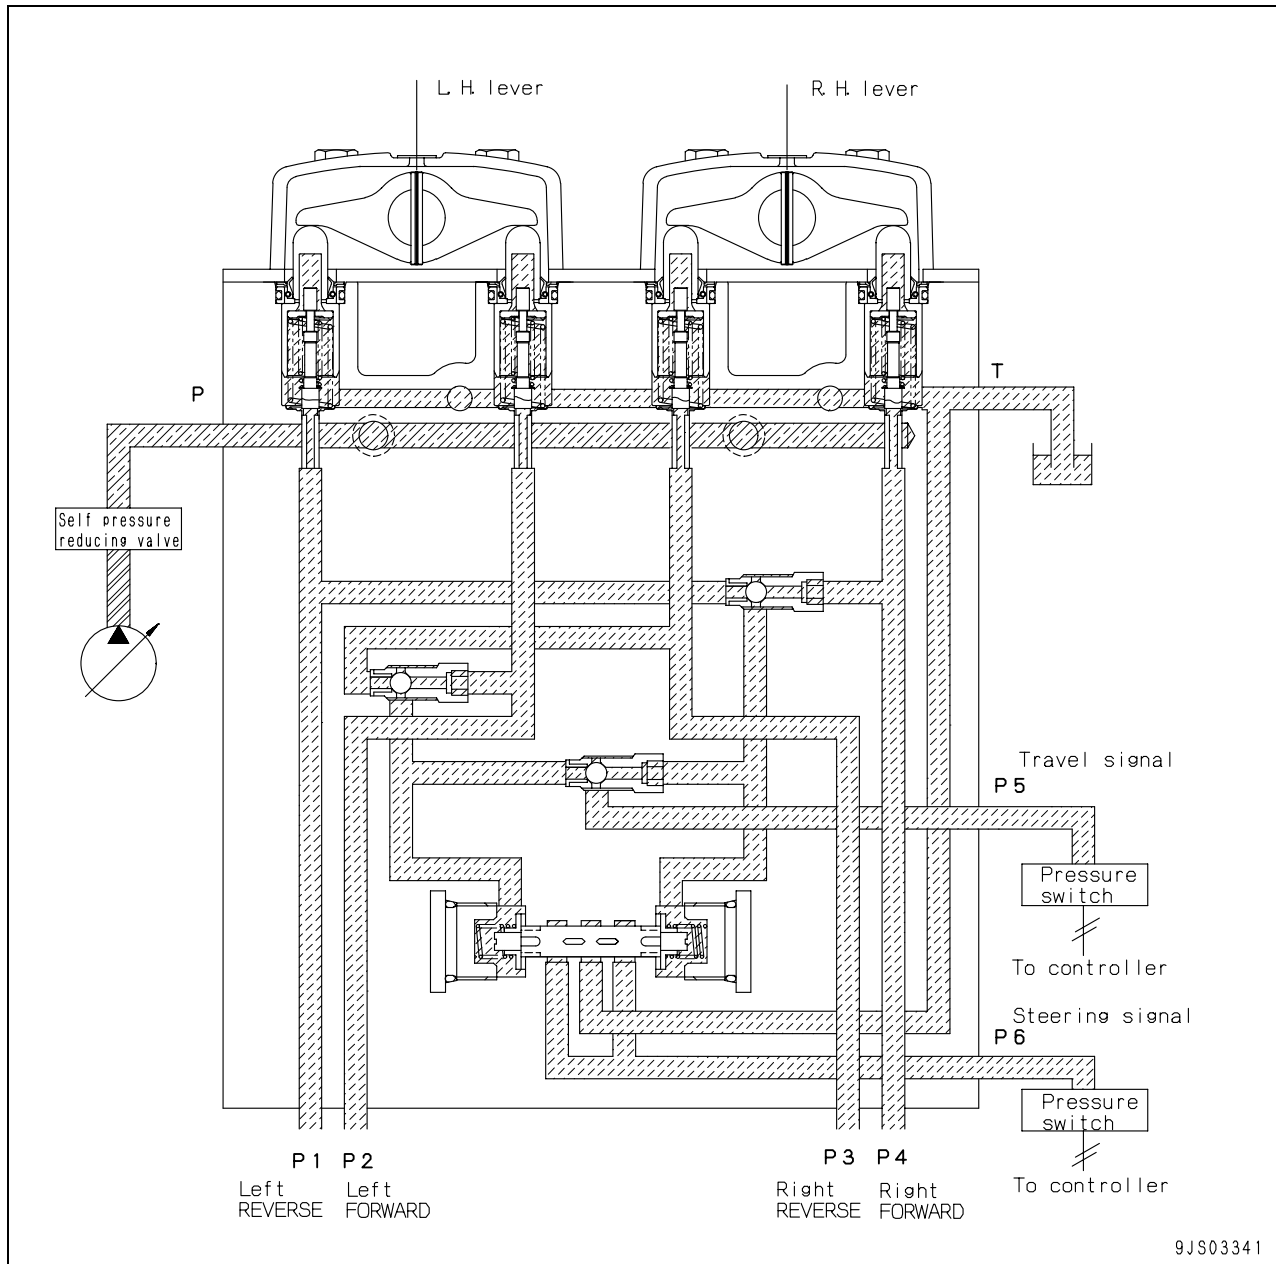 L.H. lever
R.H. lever
P
T
Self pressure
reducing valve
Travel signal
P5
Pressure
switch
To controller
Steering signal
P6
Pressure
switch
To controller
P1
P2
P3
P4
Left
REVERSE
Left
FORWARD
Right
REVERSE
Right
FORWARD
9JS03341